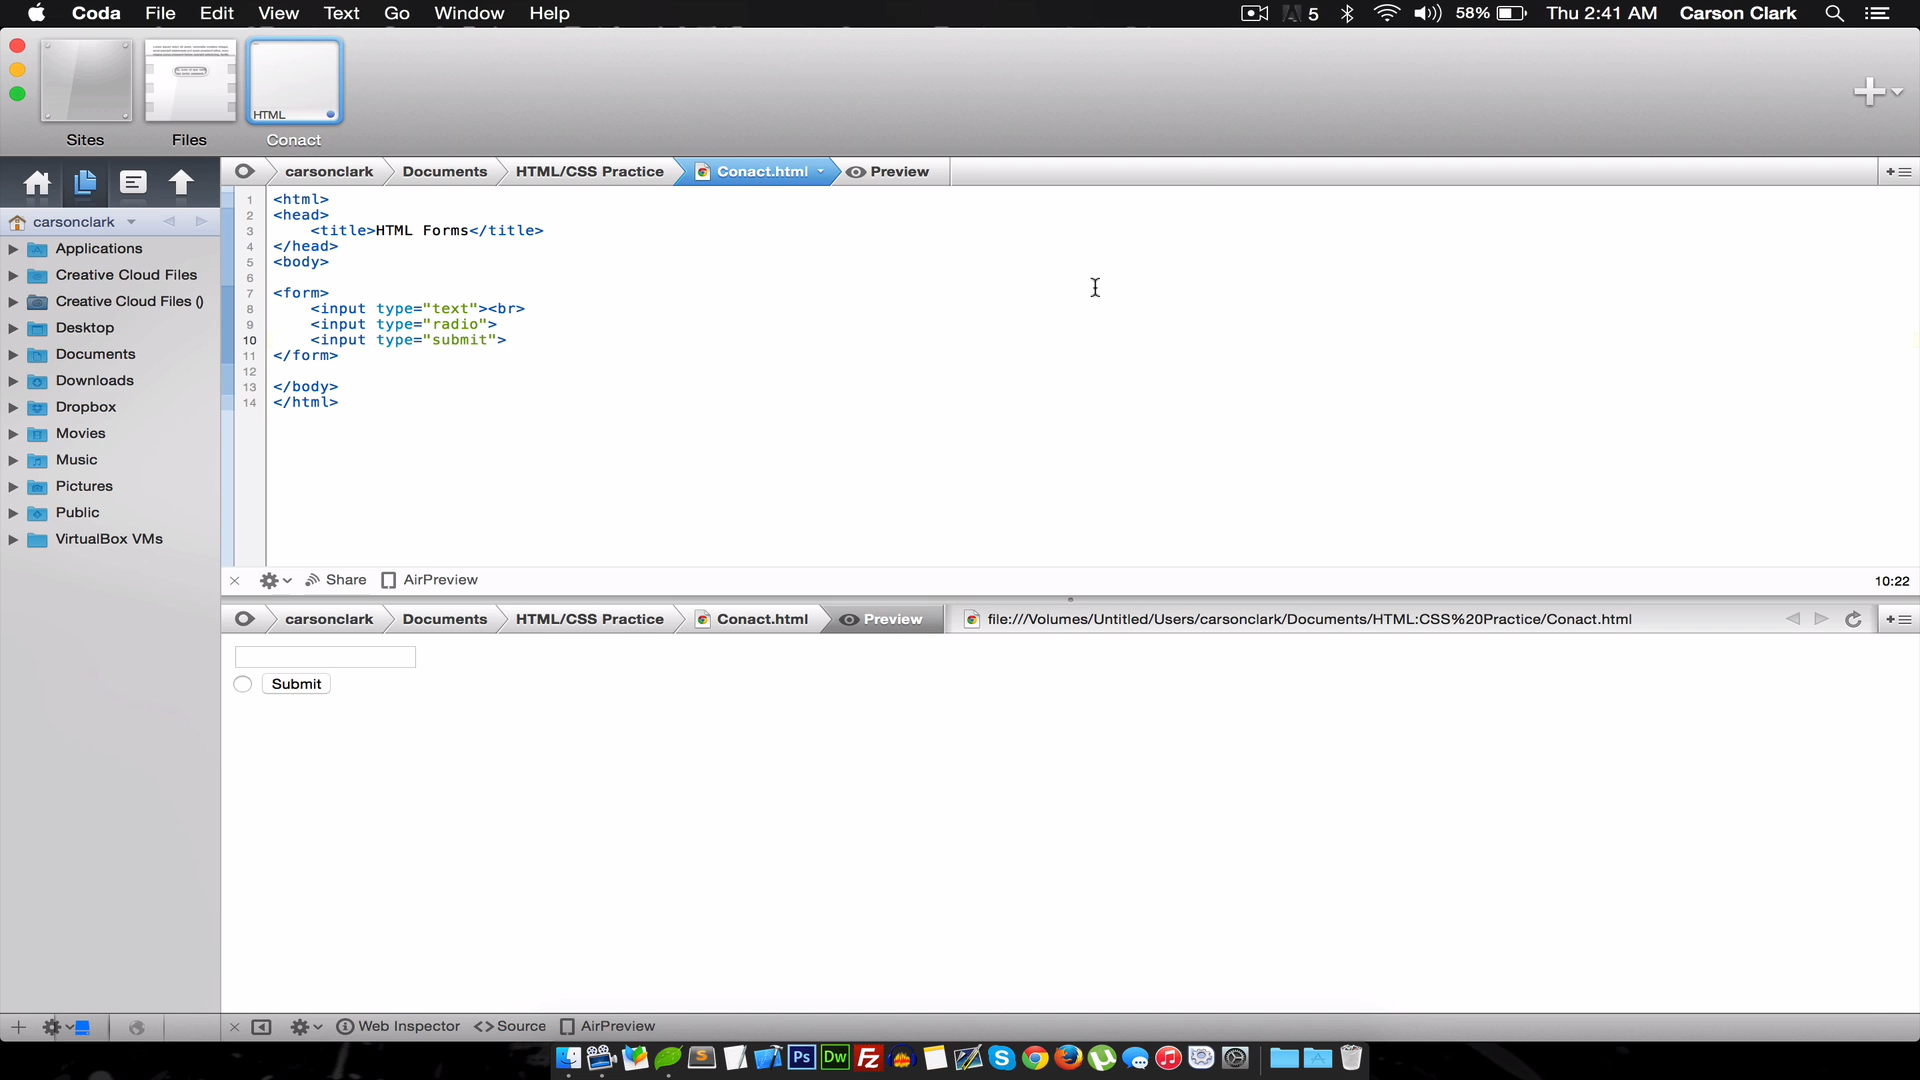 Coda File Edit View Text Go Window Help 5 58% Thu 2:41 AM Carson Clark
HTML
Sites Files Conact
carsonclark Documents HTML/CSS Practice Conact.html Preview
carsonclark
Applications
Creative Cloud Files
Creative Cloud Files ()
Desktop
Documents
Downloads
Dropbox
Movies
Music
Pictures
Public
VirtualBox VMs
1 <html>
2 <head>
3 <title>HTML Forms</title>
4 </head>
5 <body>
6
7 <form>
8 <input type="text"><br>
9 <input type="radio">
10 <input type="submit">
11 </form>
12
13 </body>
14 </html>
Share AirPreview 10:22
carsonclark Documents HTML/CSS Practice Conact.html Preview file:///Volumes/Untitled/Users/carsonclark/Documents/HTML:CSS%20Practice/Conact.html
Submit
Web Inspector Source AirPreview
Ps Dw Fz